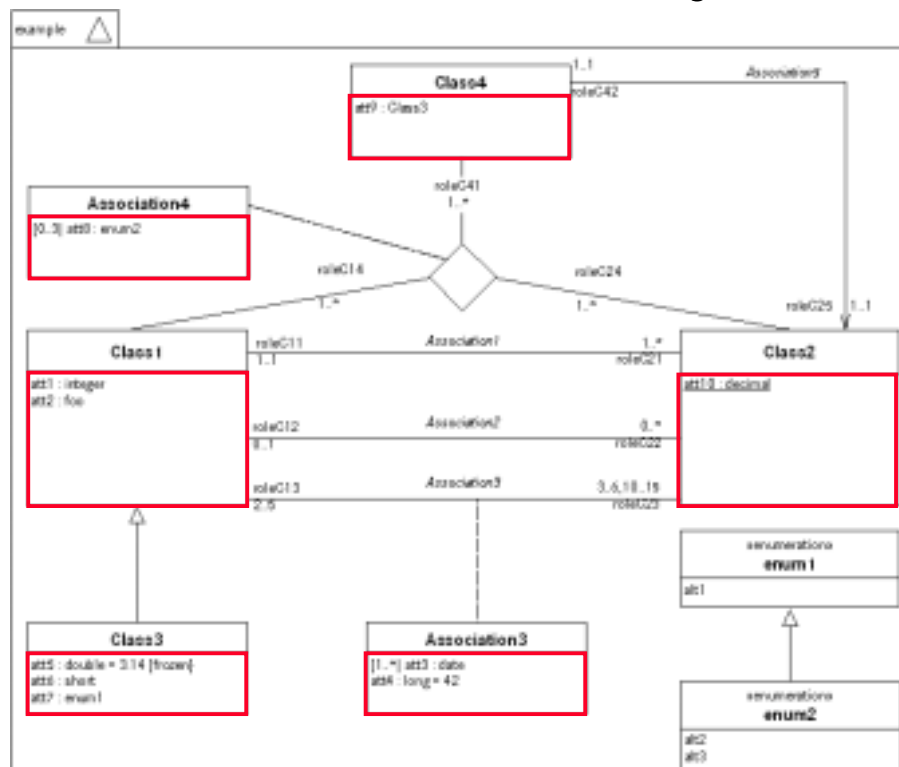 example
Class4
att9 : Class3
1..1
roleC42
Association5
roleC41
1..*
Association4
[0..3] att8 : enum2
roleC14
1..*
roleC24
1..*
roleC25
1..1
Class1
att1 : integer
att2 : foo
roleC11
1..1
Association1
1..*
roleC21
Class2
att10 : decimal
roleC12
0..1
Association2
0..*
roleC22
roleC13
2..5
Association3
3..6,10..15
roleC23
«enumeration»
enum1
alt1
Class3
att5 : double = 3.14 {frozen}
att6 : short
att7 : enum1
Association3
[1..*] att3 : date
att4 : long = 42
«enumeration»
enum2
alt2
alt3